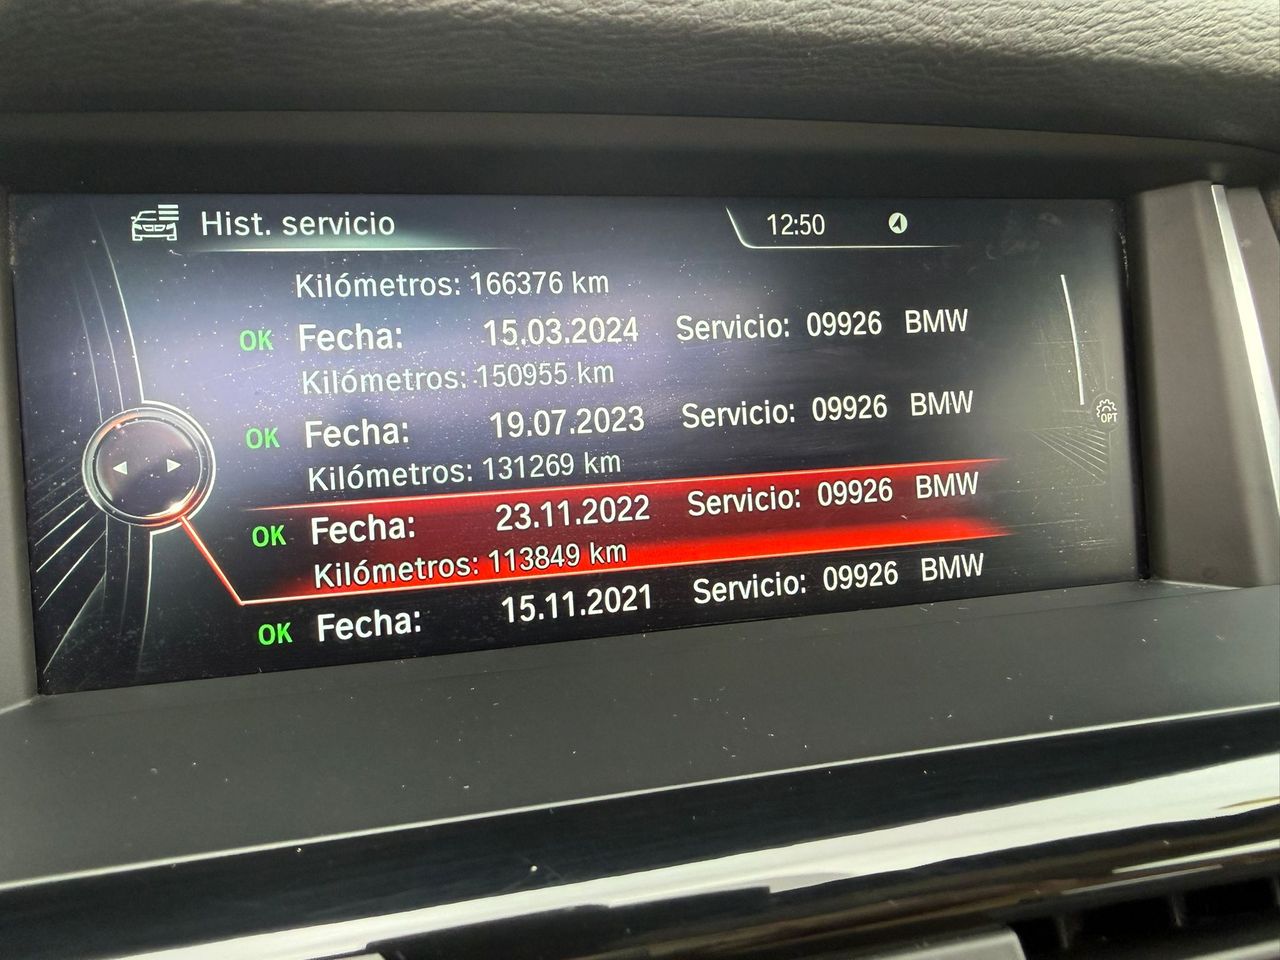 Hist. servicio 12:50
Kilómetros: 166376 km
OK Fecha: 15.03.2024 Servicio: 09926 BMW
Kilómetros: 150955 km
OK Fecha: 19.07.2023 Servicio: 09926 BMW
Kilómetros: 131269 km
OK Fecha: 23.11.2022 Servicio: 09926 BMW
Kilómetros: 113849 km
OK Fecha: 15.11.2021 Servicio: 09926 BMW
OPT